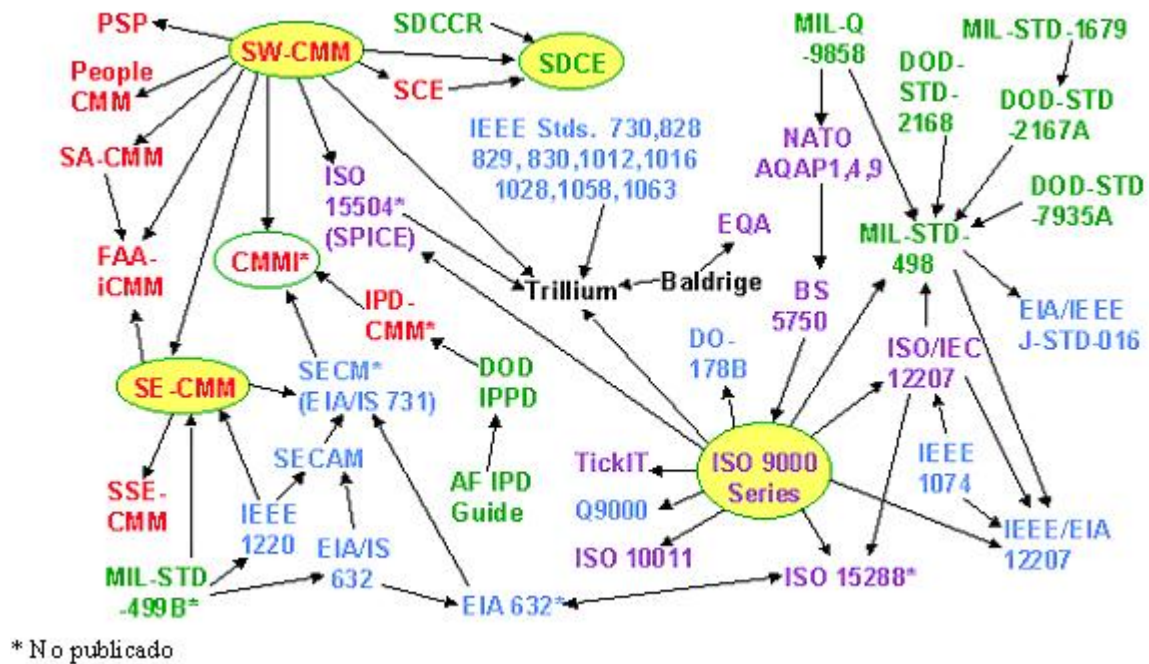 PSP
SW-CMM
SDCCR
SDCE
SCE
People
CMM
SA-CMM
FAA-
iCMM
ISO
15504*
(SPICE)
CMMI*
IPD-
CMM*
IEEE Stds. 730,828
829, 830,1012,1016
1028,1058,1063
Trillium
Baldrige
EQA
MIL-Q
-9858
NATO
AQAP1,4,9
BS
5750
DOD-
STD-
2168
MIL-STD-1679
DOD-STD
-2167A
DOD-STD
-7935A
MIL-STD-
498
EIA/IEEE
J-STD-016
ISO/IEC
12207
DO-
178B
SE-CMM
SECM*
(EIA/IS 731)
DOD
IPPD
SECAM
SSE-
CMM
IEEE
1220
EIA/IS
632
AF IPD
Guide
MIL-STD
-499B*
EIA 632*
TickIT
Q9000
ISO 10011
ISO 9000
Series
ISO 15288*
IEEE
1074
IEEE/EIA
12207
* No publicado